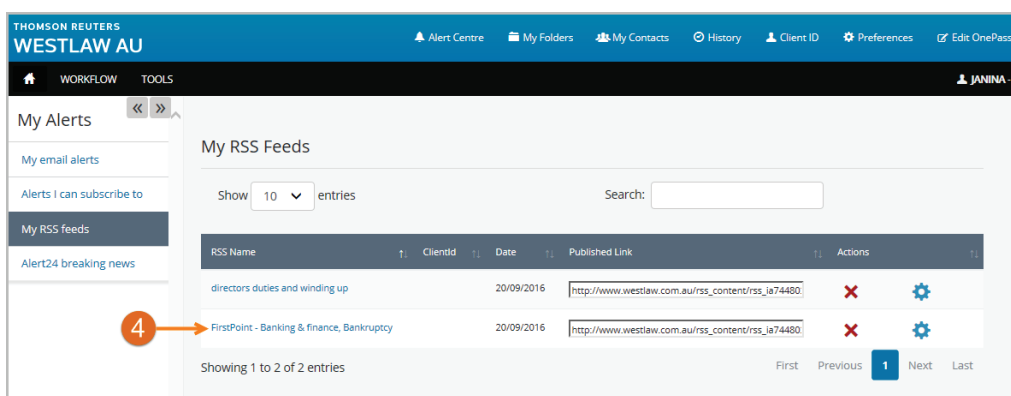 THOMSON REUTERS
WESTLAW AU
Alert Centre My Folders My Contacts History Client ID Preferences Edit OnePass
WORKFLOW TOOLS JANINA -
My Alerts « »
My email alerts
Alerts I can subscribe to
My RSS feeds
Alert24 breaking news
My RSS Feeds
Show 10 entries Search:
RSS Name ClientId Date Published Link Actions
directors duties and winding up 20/09/2016 http://www.westlaw.com.au/rss_content/rss_ia74480
4 FirstPoint - Banking & finance, Bankruptcy 20/09/2016 http://www.westlaw.com.au/rss_content/rss_ia74480
Showing 1 to 2 of 2 entries First Previous 1 Next Last